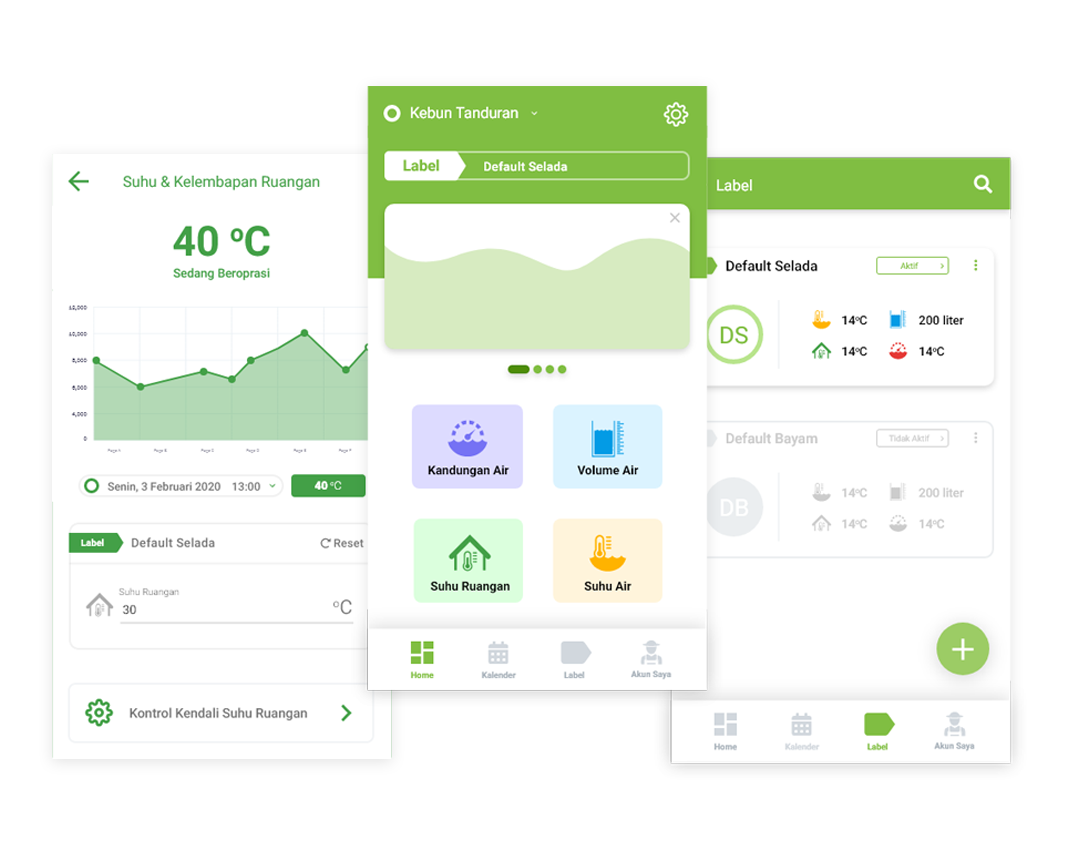 Suhu & Kelembapan Ruangan
40 ºC
Sedang Beroprasi
12,000
10,000
8,000
6,000
4,000
0
Senin, 3 Februari 2020 13:00
40 ºC
Label
Default Selada
Reset
Suhu Ruangan
30
ºC
Kontrol Kendali Suhu Ruangan
Kebun Tanduran
Label
Default Selada
Kandungan Air
Volume Air
Suhu Ruangan
Suhu Air
Home
Kalender
Label
Akun Saya
Label
Default Selada
Aktif
DS
14ºC
200 liter
14ºC
14ºC
Default Bayam
Tidak Aktif
DB
14ºC
200 liter
14ºC
14ºC
Home
Kalender
Label
Akun Saya